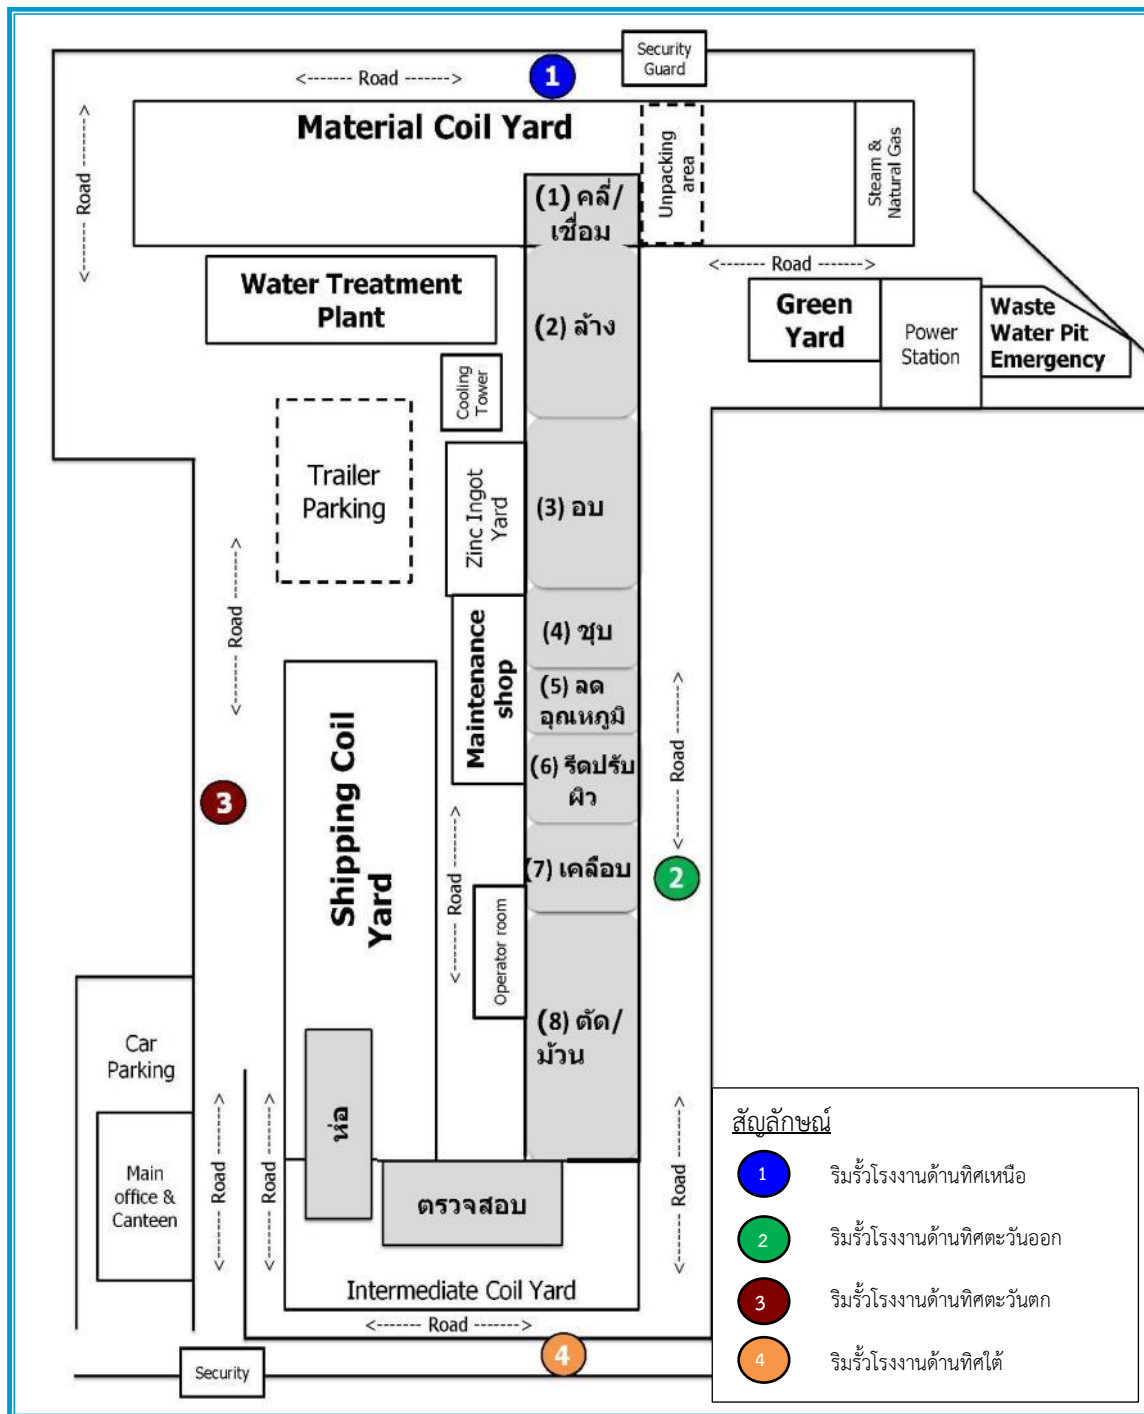 Security
Guard
<------- Road ------->
1
Material Coil Yard
Unpacking
area
Steam &
Natural Gas
<----- Road ----->
(1) คลี่/
เชื่อม
<------- Road ------->
Water Treatment
Plant
Green
Yard
Power
Station
Waste
Water Pit
Emergency
(2) ล้าง
Cooling
Tower
Trailer
Parking
Zinc Ingot
Yard
(3) อบ
<------- Road ------->
Maintenance
shop
(4) ชุบ
(5) ลด
อุณหภูมิ
(6) รีดปรับ
ผิว
<------- Road ------->
3
Shipping Coil
Yard
<------- Road ------->
(7) เคลือบ
2
Operator room
(8) ตัด/
ม้วน
Car
Parking
ห่อ
Main
office &
Canteen
<------- Road ------->
<------- Road ------->
ตรวจสอบ
<------- Road ------->
Intermediate Coil Yard
<------- Road ------->
4
Security
สัญลักษณ์
1 ริมรั้วโรงงานด้านทิศเหนือ
2 ริมรั้วโรงงานด้านทิศตะวันออก
3 ริมรั้วโรงงานด้านทิศตะวันตก
4 ริมรั้วโรงงานด้านทิศใต้